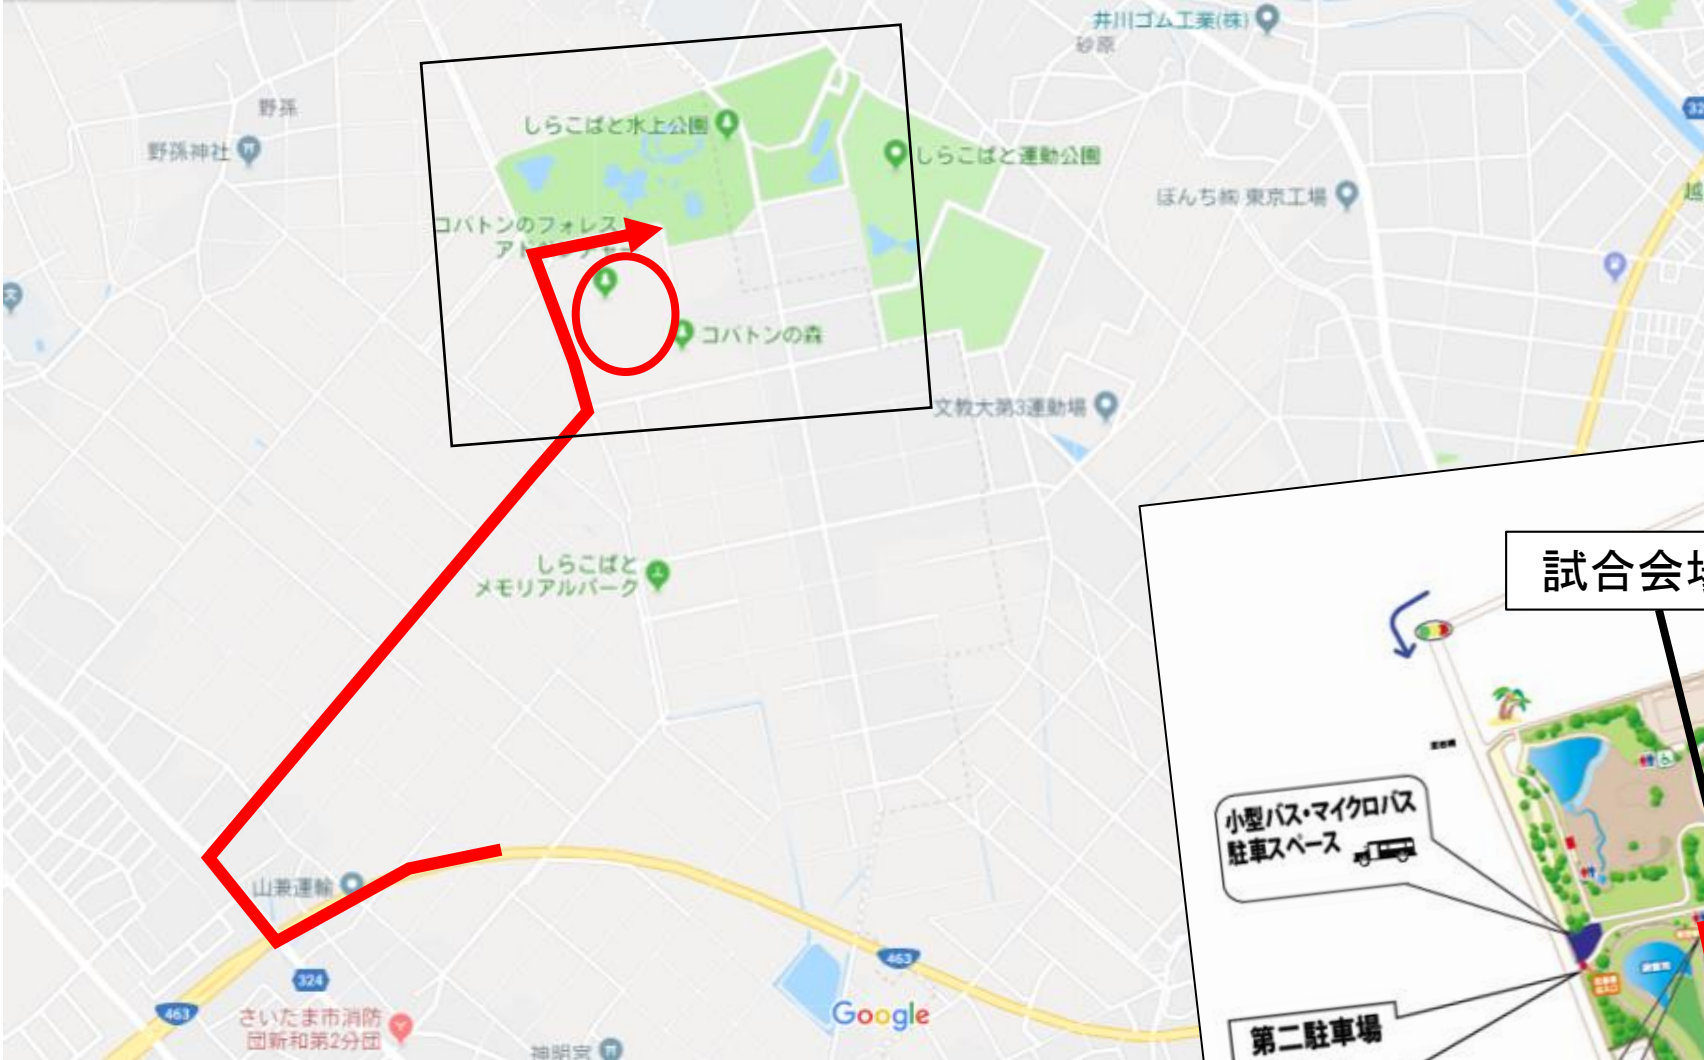 井川ゴム工業(株)
砂原
野孫
野孫神社
しらこばと水上公園
しらこばと運動公園
ぼんち㈱ 東京工場
コバトンのフォレスト
コバトンの森
文教大第3運動場
しらこばと
メモリアルパーク
試合会場
小型バス・マイクロバス
駐車スペース
山兼運輸
463
324
463
Google
さいたま市消防
団新和第2分団
神明宮
第二駐車場